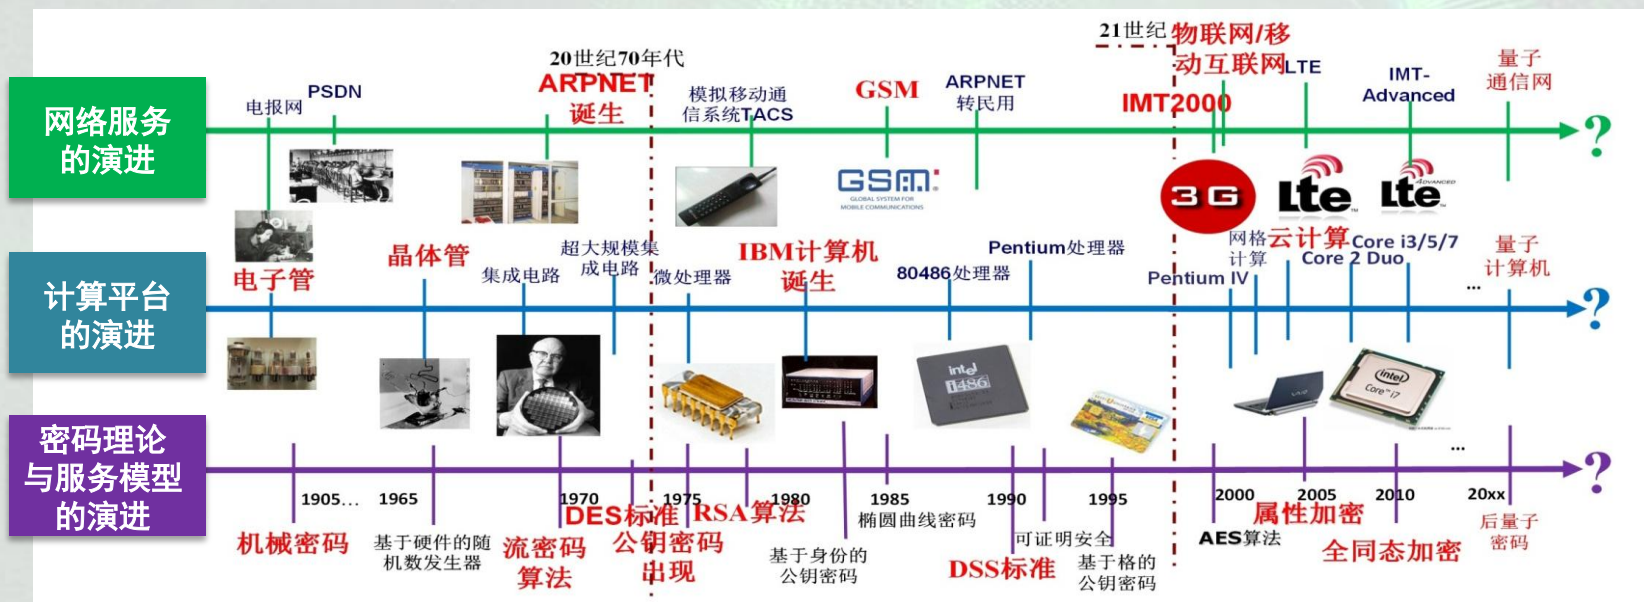 20世纪70年代
21世纪
网络服务
的演进
电报网
PSDN
ARPNET
诞生
模拟移动通
信系统TACS
GSM
ARPNET
转民用
IMT2000
物联网/移
动互联网
LTE
IMT-
Advanced
量子
通信网
?
GSM
GLOBAL SYSTEM FOR
MOBILE COMMUNICATIONS
3G
Lte
Lte
ADVANCED
计算平台
的演进
电子管
晶体管
集成电路
超大规模集
成电路
微处理器
IBM计算机
诞生
80486处理器
Pentium处理器
Pentium IV
网格
计算
云计算
Core 2 Duo
Core i3/5/7
...
量子
计算机
?
intel
i486
VAIO
intel
Core i7
密码理论
与服务模型
的演进
1905...
1965
1970
1975
1980
1985
1990
1995
2000
2005
2010
...
20xx
?
机械密码
基于硬件的随
机数发生器
流密码
算法
DES标准
公钥密码
出现
RSA算法
基于身份的
公钥密码
椭圆曲线密码
DSS标准
可证明安全
基于格的
公钥密码
AES算法
属性加密
全同态加密
后量子
密码